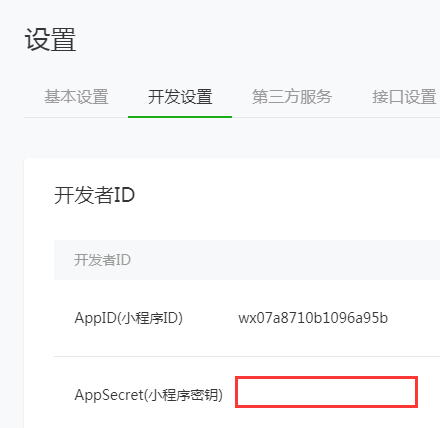 设置
基本设置 开发设置 第三方服务 接口设置
开发者ID
开发者ID
AppID(小程序ID) wx07a8710b1096a95b
AppSecret(小程序密钥)